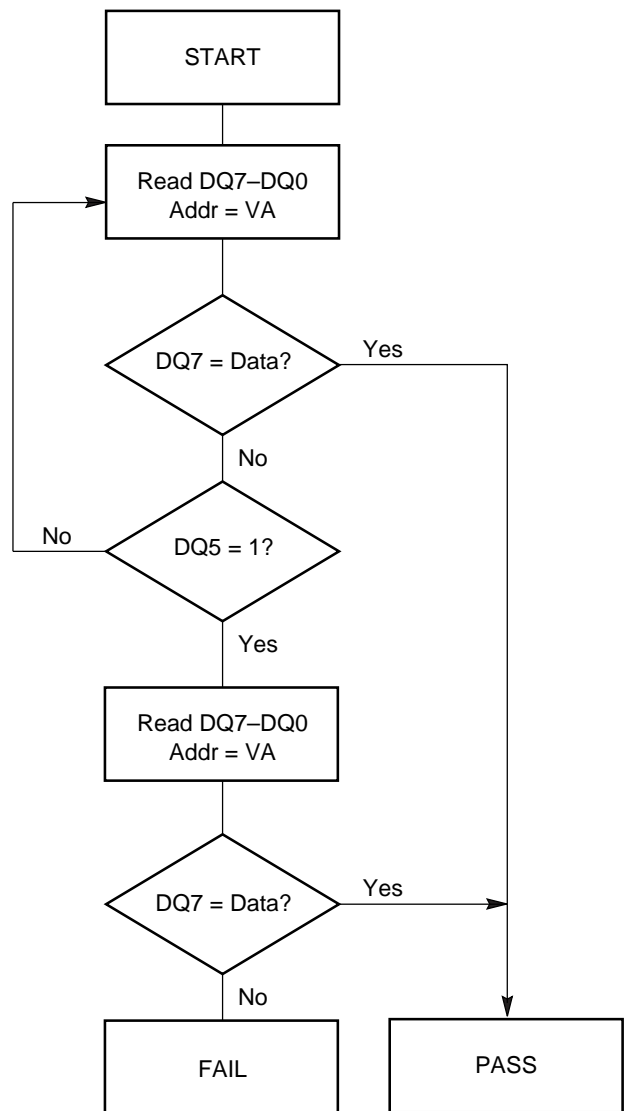 START
Read DQ7–DQ0
Addr = VA
DQ7 = Data?
Yes
No
No
DQ5 = 1?
Yes
Read DQ7–DQ0
Addr = VA
DQ7 = Data?
Yes
No
FAIL
PASS